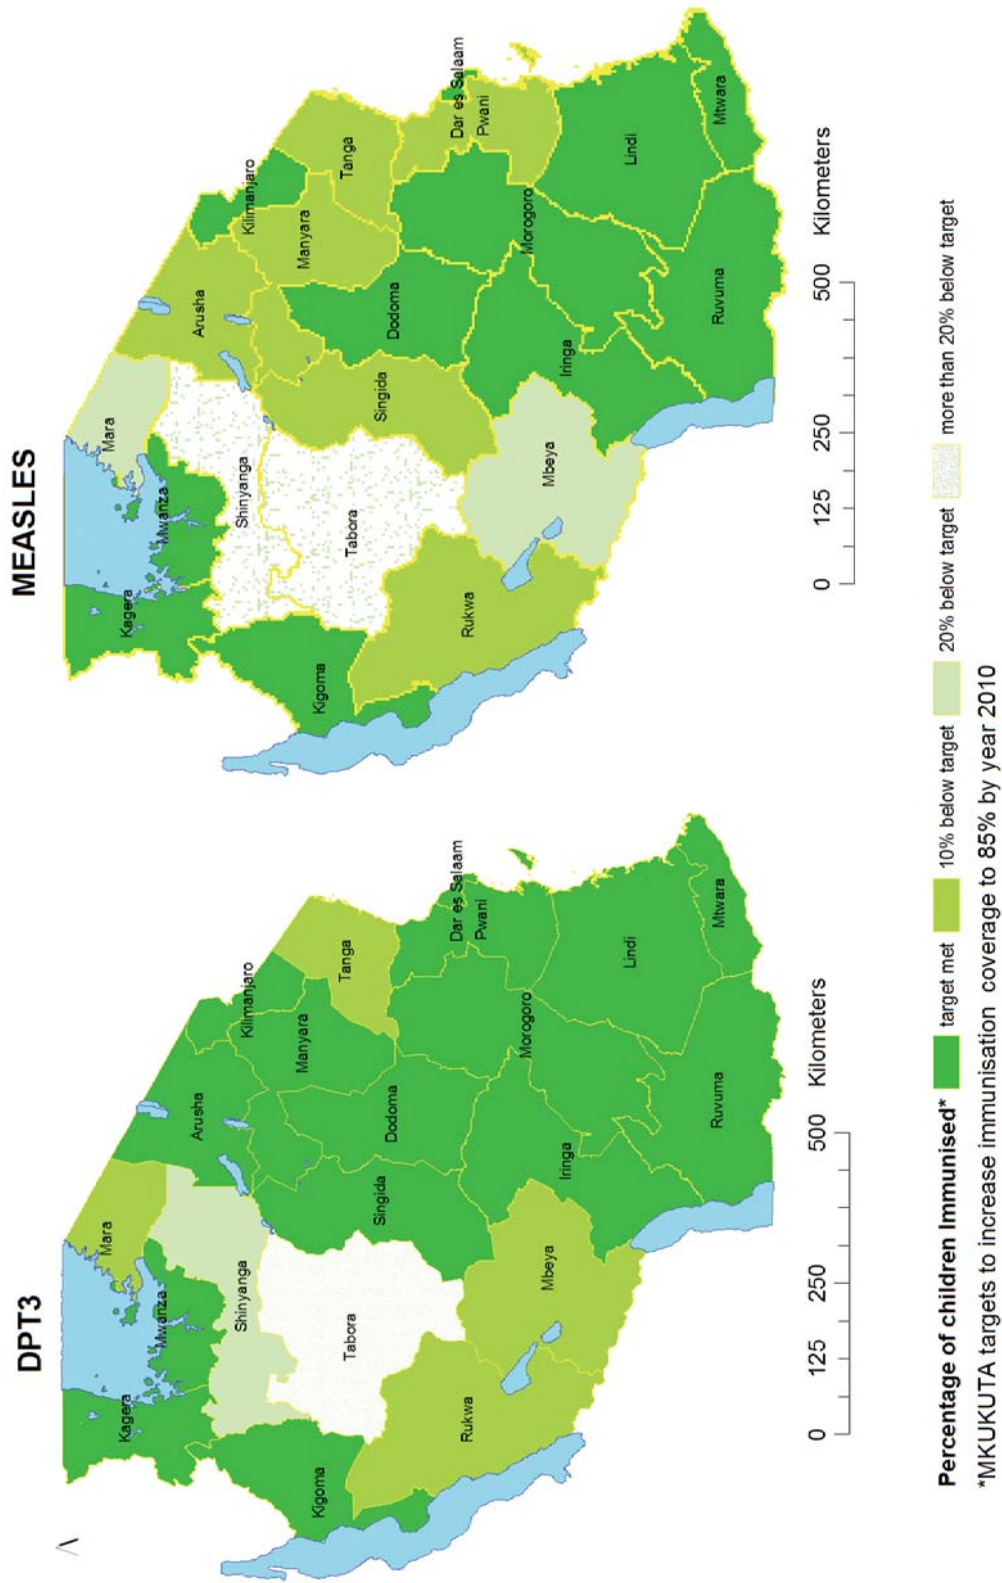 DPT3
Kagera
Mwanza
Mara
Shinyanga
Arusha
Kilimanjaro
Kigoma
Tabora
Singida
Manyara
Tanga
Dodoma
Rukwa
Mbeya
Iringa
Morogoro
Dar es Salaam
Pwani
Lindi
Ruvuma
Mtwara
0 125 250 500 Kilometers
MEASLES
Kagera
Mwanza
Mara
Shinyanga
Arusha
Kilimanjaro
Kigoma
Tabora
Singida
Manyara
Tanga
Dodoma
Rukwa
Mbeya
Iringa
Morogoro
Dar es Salaam
Pwani
Lindi
Ruvuma
Mtwara
0 125 250 500 Kilometers
Percentage of children Immunised* target met 10% below target 20% below target more than 20% below target
*MKUKUTA targets to increase immunisation coverage to 85% by year 2010